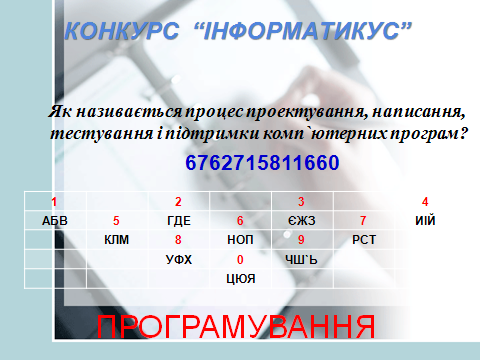 КОНКУРС “ІНФОРМАТИКУС”
Як називається процес проектування, написання,
тестування і підтримки комп`ютерних програм?
6762715811660
1 2 3 4
АБВ 5 ГДЕ 6 ЄЖЗ 7 ИІЙ
КЛМ 8 НОП 9 РСТ
УФХ 0 ЧШ`Ь
ЦЮЯ
ПРОГРАМУВАННЯ